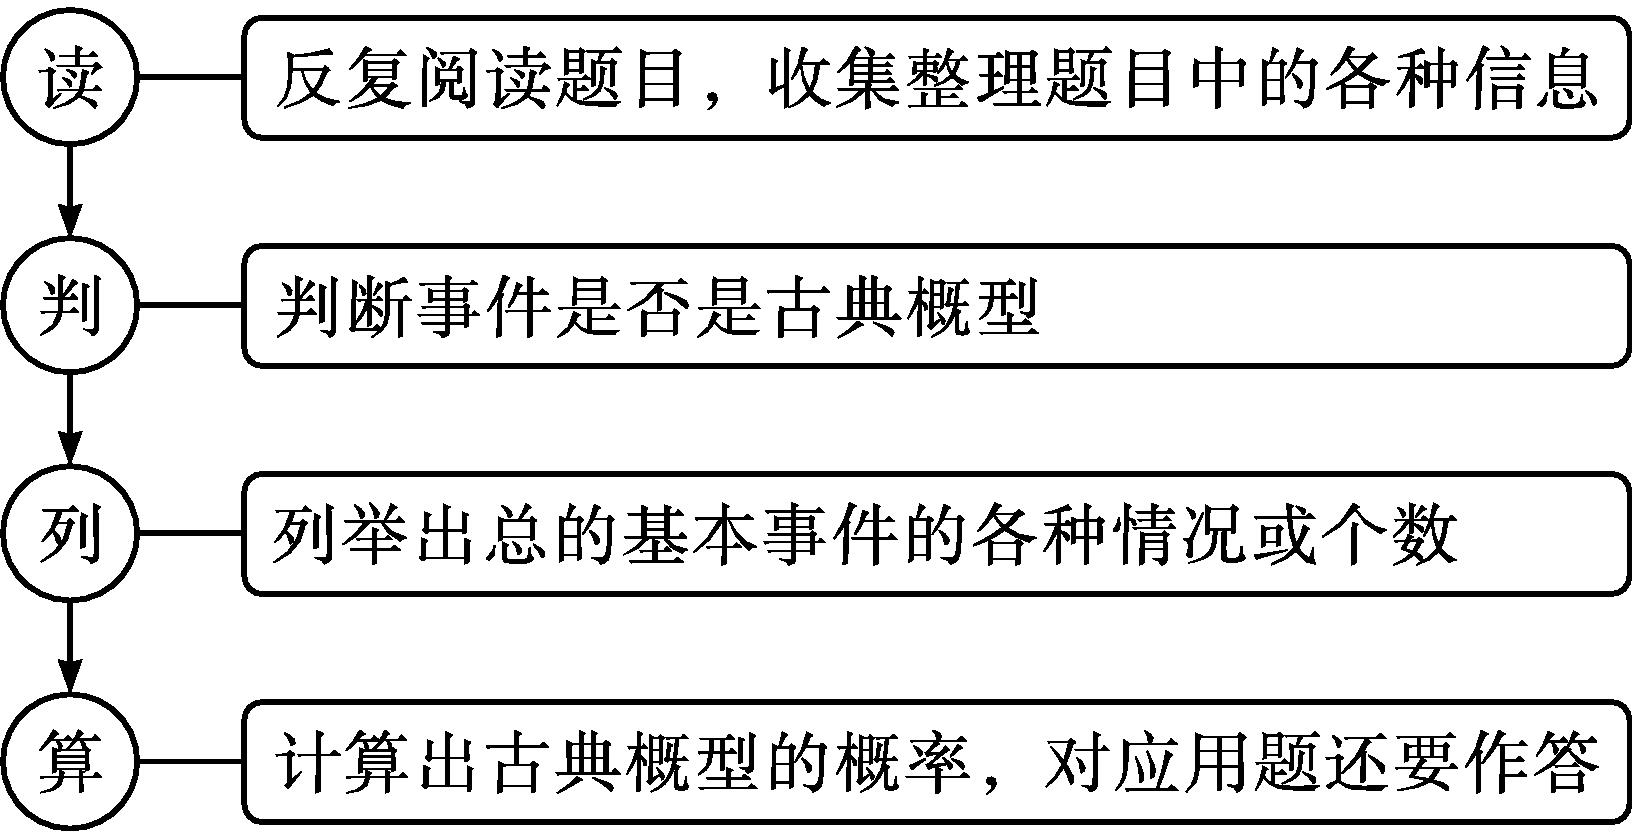 读 反复阅读题目，收集整理题目中的各种信息
判 判断事件是否是古典概型
列 列举出总的基本事件的各种情况或个数
算 计算出古典概型的概率，对应用题还要作答